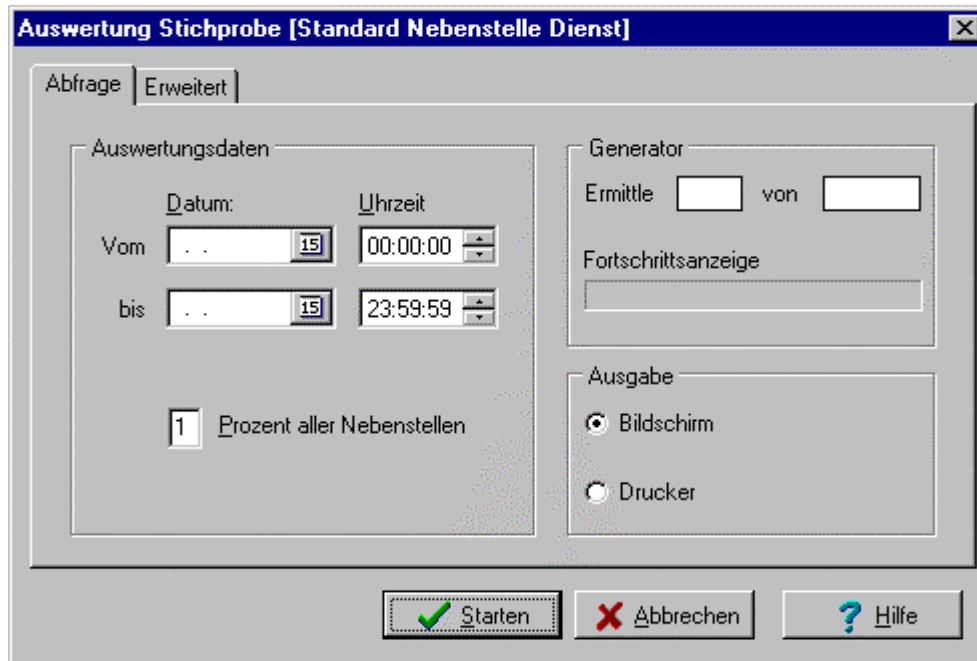 Auswertung Stichprobe [Standard Nebenstelle Dienst]
Abfrage
Erweitert
Auswertungsdaten
Datum:
Uhrzeit
Vom
. .
15
00:00:00
bis
. .
15
23:59:59
1
Prozent aller Nebenstellen
Generator
Ermittle
von
Fortschrittsanzeige
Ausgabe
Bildschirm
Drucker
Starten
Abbrechen
? Hilfe